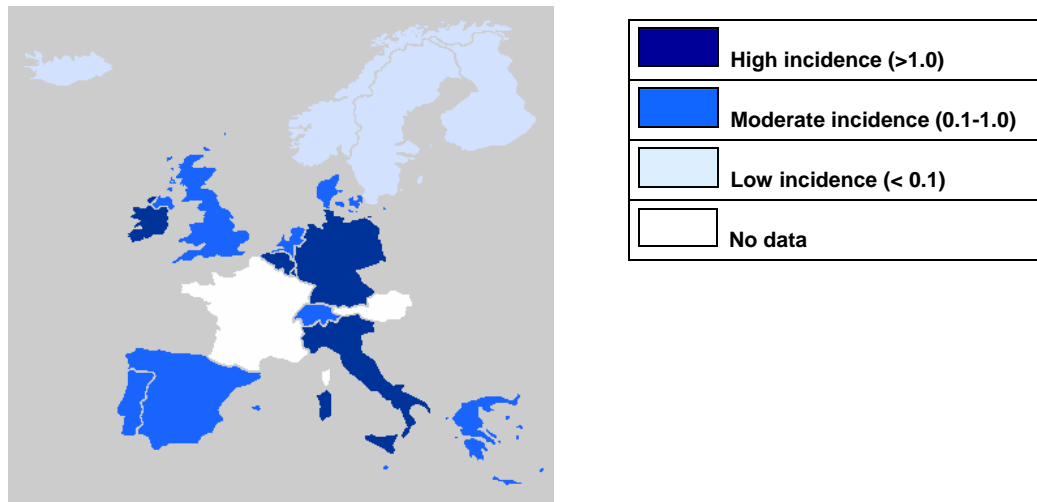 High incidence (>1.0)
Moderate incidence (0.1-1.0)
Low incidence (< 0.1)
No data